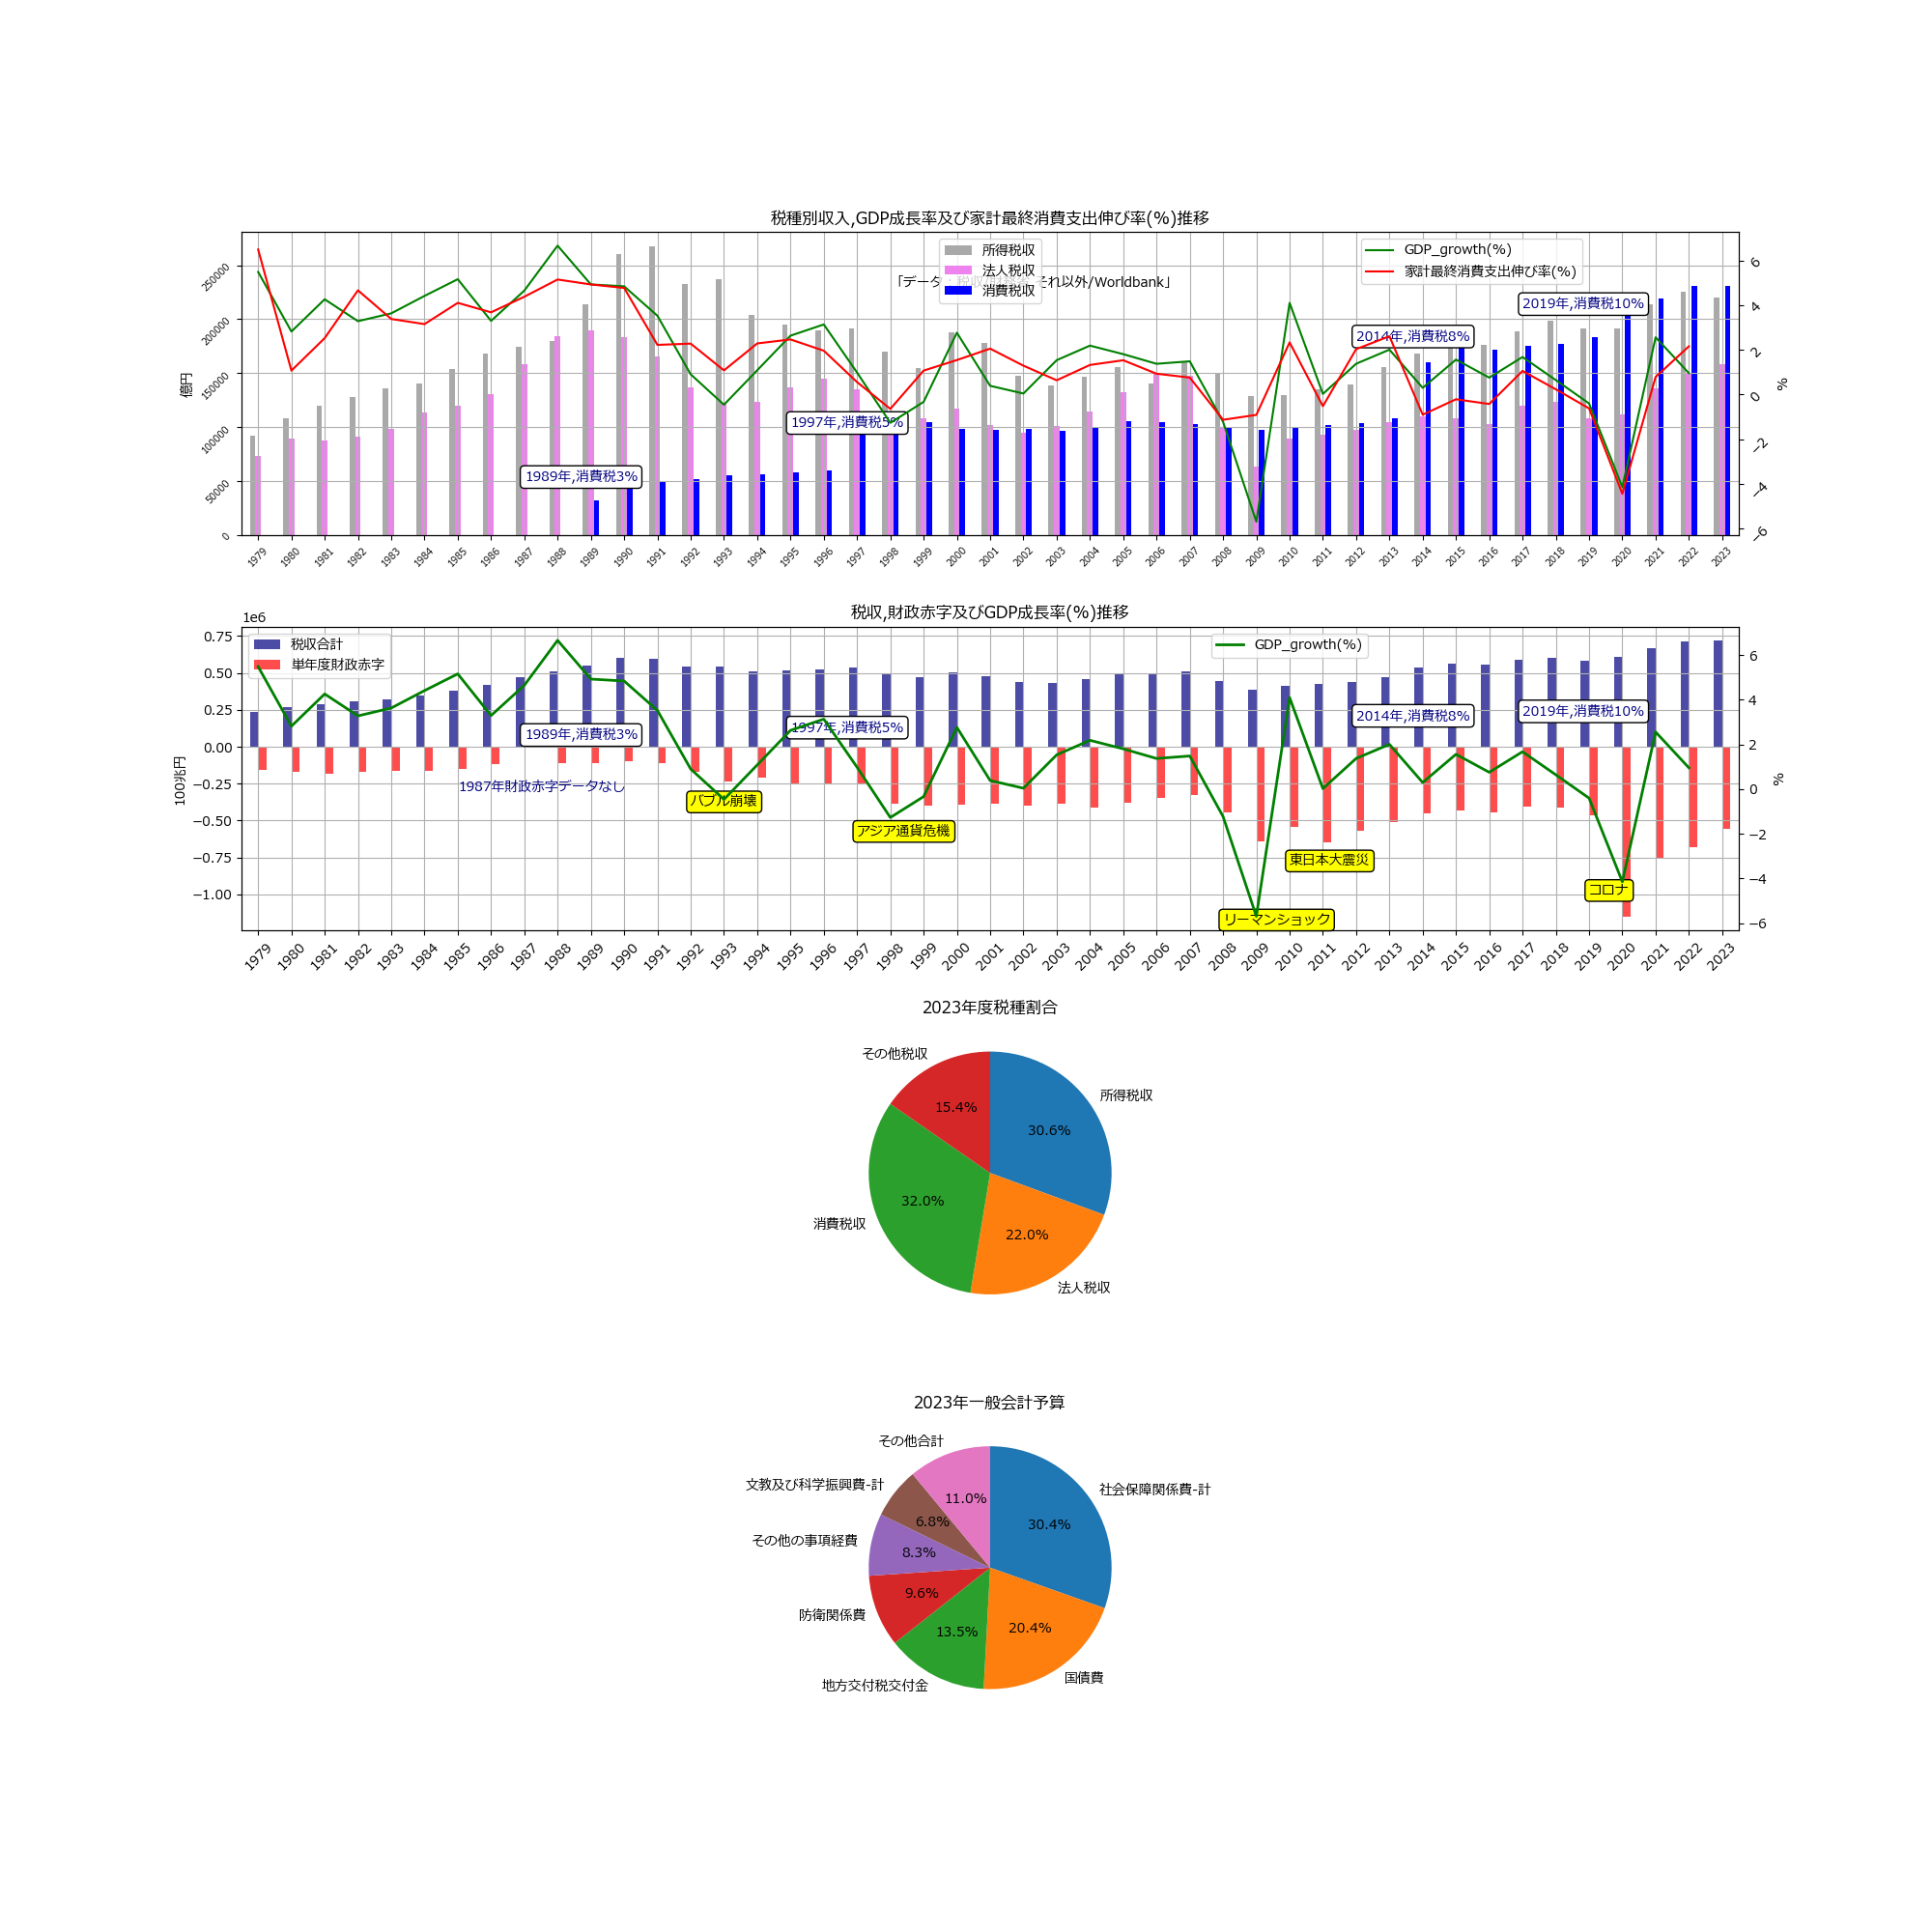 税種別収入,GDP成長率及び家計最終消費支出伸び率(%)推移
所得税収
法人税収
消費税収
GDP_growth(%)
家計最終消費支出伸び率(%)
「データ：税収/財務省,それ以外/Worldbank」
2019年,消費税10%
2014年,消費税8%
1997年,消費税5%
1989年,消費税3%
億円
250000
200000
150000
100000
50000
0
%
6
4
2
0
−2
−4
−6
1979 1980 1981 1982 1983 1984 1985 1986 1987 1988 1989 1990 1991 1992 1993 1994 1995 1996 1997 1998 1999 2000 2001 2002 2003 2004 2005 2006 2007 2008 2009 2010 2011 2012 2013 2014 2015 2016 2017 2018 2019 2020 2021 2022 2023
税収,財政赤字及びGDP成長率(%)推移
1e6
税収合計
単年度財政赤字
GDP_growth(%)
1989年,消費税3%
1997年,消費税5%
2014年,消費税8%
2019年,消費税10%
1987年財政赤字データなし
バブル崩壊
アジア通貨危機
東日本大震災
コロナ
リーマンショック
100兆円
0.75
0.50
0.25
0.00
−0.25
−0.50
−0.75
−1.00
%
6
4
2
0
−2
−4
−6
1979 1980 1981 1982 1983 1984 1985 1986 1987 1988 1989 1990 1991 1992 1993 1994 1995 1996 1997 1998 1999 2000 2001 2002 2003 2004 2005 2006 2007 2008 2009 2010 2011 2012 2013 2014 2015 2016 2017 2018 2019 2020 2021 2022 2023
2023年度税種割合
その他税収
15.4%
所得税収
30.6%
消費税収
32.0%
法人税収
22.0%
2023年一般会計予算
その他合計
11.0%
文教及び科学振興費-計
6.8%
社会保障関係費-計
30.4%
その他の事項経費
8.3%
防衛関係費
9.6%
地方交付税交付金
13.5%
国債費
20.4%